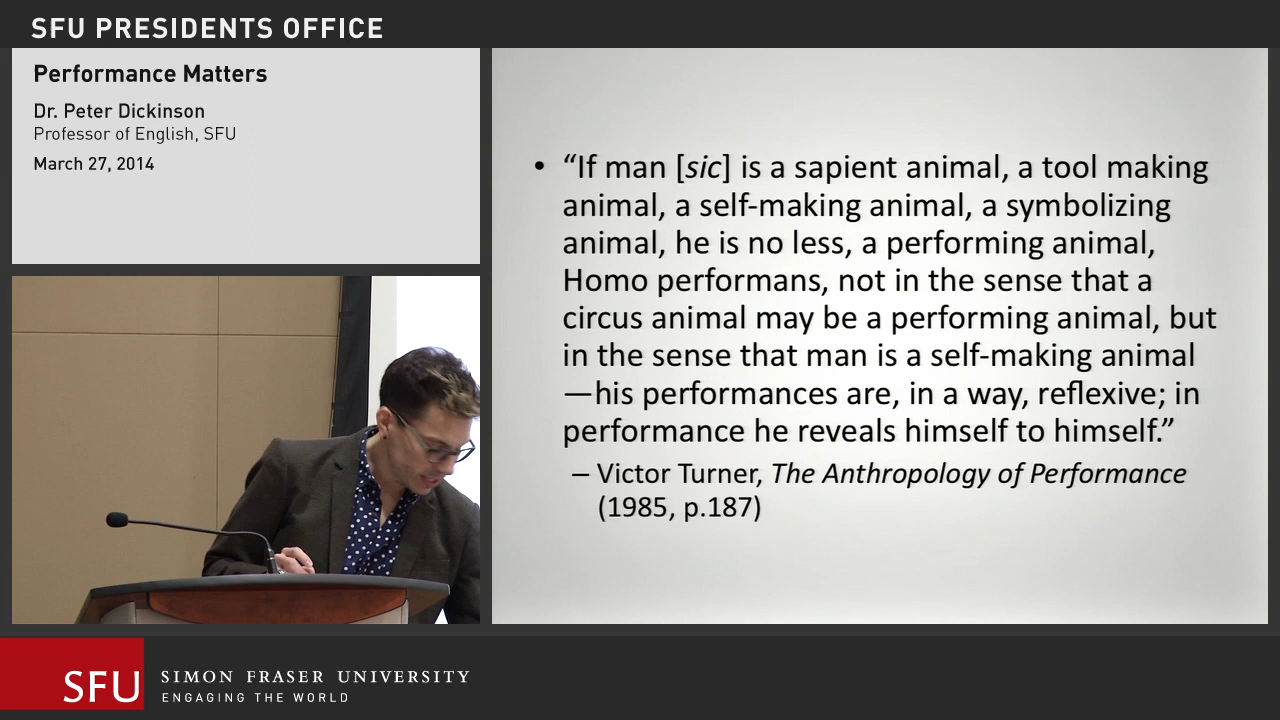 SFU PRESIDENTS OFFICE
Performance Matters
Dr. Peter Dickinson
Professor of English, SFU
March 27, 2014
• “If man [sic] is a sapient animal, a tool making
animal, a self-making animal, a symbolizing
animal, he is no less, a performing animal,
Homo performans, not in the sense that a
circus animal may be a performing animal, but
in the sense that man is a self-making animal
—his performances are, in a way, reflexive; in
performance he reveals himself to himself.”
– Victor Turner, The Anthropology of Performance
(1985, p.187)
SFU
SIMON FRASER UNIVERSITY
ENGAGING THE WORLD